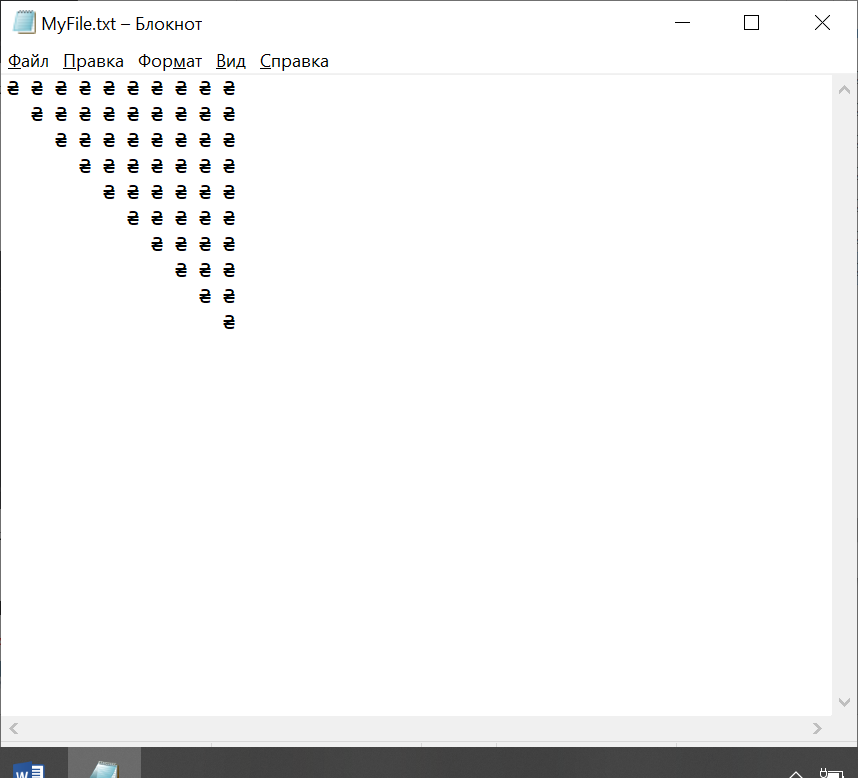 MyFile.txt – Блокнот
Файл Правка Формат Вид Справка
₴ ₴ ₴ ₴ ₴ ₴ ₴ ₴ ₴ ₴
  ₴ ₴ ₴ ₴ ₴ ₴ ₴ ₴ ₴
    ₴ ₴ ₴ ₴ ₴ ₴ ₴ ₴
      ₴ ₴ ₴ ₴ ₴ ₴ ₴
        ₴ ₴ ₴ ₴ ₴ ₴
          ₴ ₴ ₴ ₴ ₴
            ₴ ₴ ₴ ₴
              ₴ ₴ ₴
                ₴ ₴
                  ₴